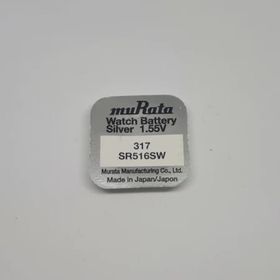 muRata
Watch Battery
Silver 1.55V
317
SR516SW
Murata Manufacturing Co., Ltd.
Made in Japan/Japon